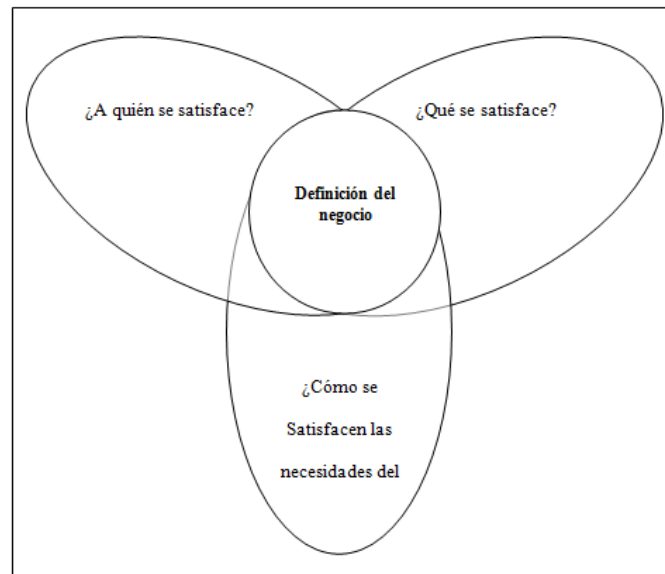 ¿A quién se satisface?
¿Qué se satisface?
Definición del
negocio
¿Cómo se
Satisfacen las
necesidades del